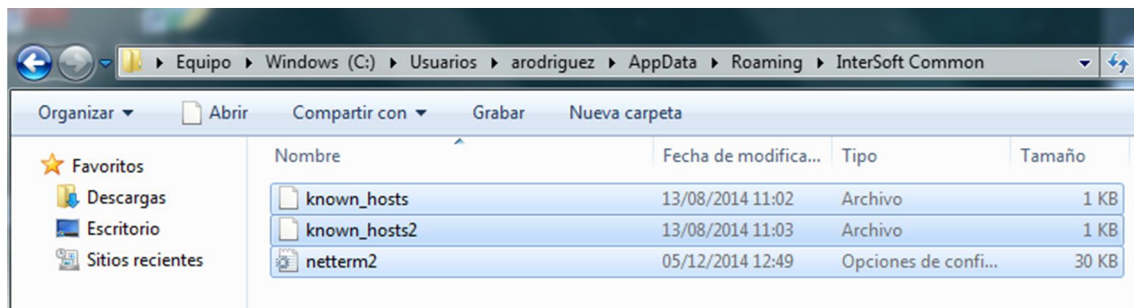 Equipo Windows (C:) Usuarios arodriguez AppData Roaming InterSoft Common
Organizar Abrir Compartir con Grabar Nueva carpeta
Favoritos
Descargas
Escritorio
Sitios recientes
Nombre Fecha de modifica... Tipo Tamaño
known_hosts 13/08/2014 11:02 Archivo 1 KB
known_hosts2 13/08/2014 11:03 Archivo 1 KB
netterm2 05/12/2014 12:49 Opciones de confi... 30 KB